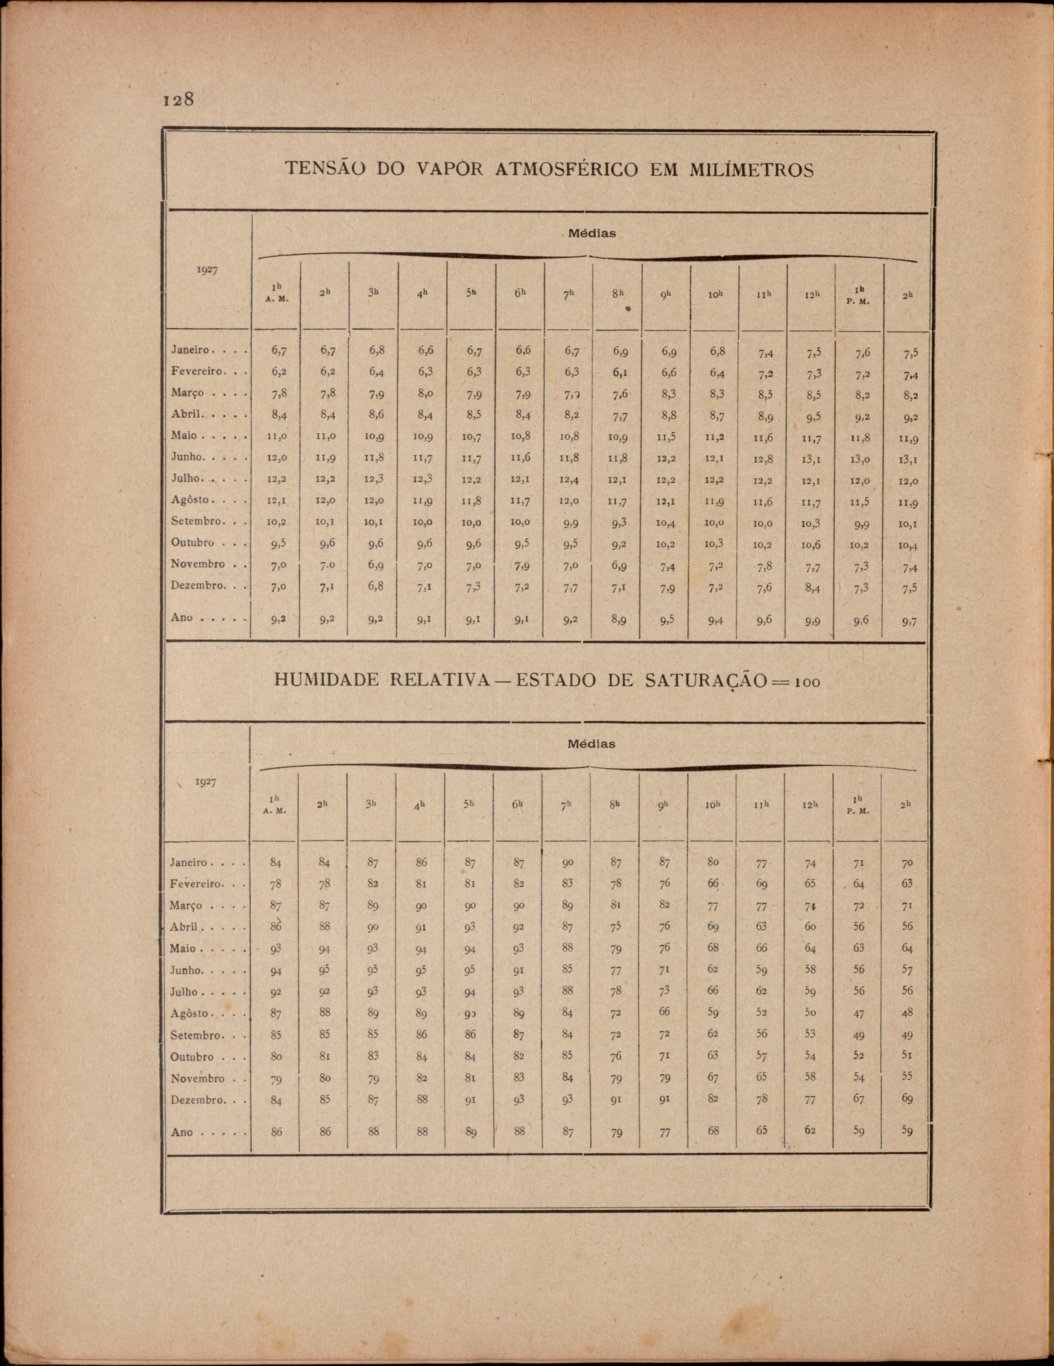 128
TENSÃO DO VAPOR ATMOSFÉRICO EM MILÍMETROS
1927
Médias
1h A. M. 2h 3h 4h 5h 6h 7h 8h 9h 10h 11h 12h 1h P. M. 2h
Janeiro . . . . 6,7 6,7 6,8 6,6 6,7 6,6 6,7 6,9 6,9 6,8 7,4 7,5 7,6 7,5
Fevereiro. . . 6,2 6,2 6,4 6,3 6,3 6,3 6,3 6,1 6,6 6,4 7,2 7,3 7,2 7,4
Março . . . . 7,8 7,8 7,9 8,0 7,9 7,9 7,9 7,6 8,3 8,3 8,5 8,5 8,2 8,2
Abril. . . . . 8,4 8,4 8,6 8,4 8,5 8,4 8,2 7,7 8,8 8,7 8,9 9,5 9,2 9,2
Maio . . . . . 11,0 11,0 10,9 10,9 10,7 10,8 10,8 10,9 11,5 11,2 11,6 11,7 11,8 11,9
Junho. . . . . 12,0 11,9 11,8 11,7 11,7 11,6 11,8 11,8 12,2 12,1 12,8 13,1 13,0 13,1
Julho. . . . . 12,2 12,2 12,3 12,3 12,2 12,1 12,4 12,1 12,2 12,2 12,2 12,1 12,0 12,0
Agôsto. . . . 12,1 12,0 12,0 11,9 11,8 11,7 12,0 11,7 12,1 11,9 11,6 11,7 11,5 11,9
Setembro. . . 10,2 10,1 10,1 10,0 10,0 10,0 9,9 9,3 10,4 10,0 10,0 10,3 9,9 10,1
Outubro . . . 9,5 9,6 9,6 9,6 9,6 9,5 9,5 9,2 10,2 10,3 10,2 10,6 10,2 10,4
Novembro . . 7,0 7,0 6,9 7,0 7,0 7,9 7,0 6,9 7,4 7,2 7,8 7,7 7,3 7,4
Dezembro. . . 7,0 7,1 6,8 7,1 7,3 7,2 7,7 7,1 7,9 7,2 7,6 8,4 7,3 7,5
Ano . . . . . 9,2 9,2 9,2 9,1 9,1 9,1 9,2 8,9 9,5 9,4 9,6 9,9 9,6 9,7
HUMIDADE RELATIVA — ESTADO DE SATURAÇÃO = 100
1927
Médias
1h A. M. 2h 3h 4h 5h 6h 7h 8h 9h 10h 11h 12h 1h P. M. 2h
Janeiro . . . . 84 84 87 86 87 87 90 87 87 80 77 74 71 70
Fevereiro. . . 78 78 82 81 81 82 83 78 76 66 69 65 64 63
Março . . . . 87 87 89 90 90 90 89 81 82 77 77 74 72 71
Abril . . . . . 86 88 90 91 93 92 87 75 76 69 63 60 56 56
Maio . . . . . 93 94 93 94 94 93 88 79 76 68 66 64 63 64
Junho. . . . . 94 95 95 95 95 91 85 77 71 62 59 58 56 57
Julho . . . . . 92 92 93 93 94 93 88 78 73 66 62 59 56 56
Agôsto. . . . 87 88 89 89 90 89 84 72 66 59 52 50 47 48
Setembro. . . 85 85 85 86 86 87 84 72 72 62 56 53 49 49
Outubro . . . 80 81 83 84 84 82 85 76 71 63 57 54 52 51
Novembro . . 79 80 79 82 81 83 84 79 79 67 65 58 54 55
Dezembro. . . 84 85 87 88 91 93 93 91 91 82 78 77 67 69
Ano . . . . . 86 86 88 88 89 88 87 79 77 68 65 62 59 59